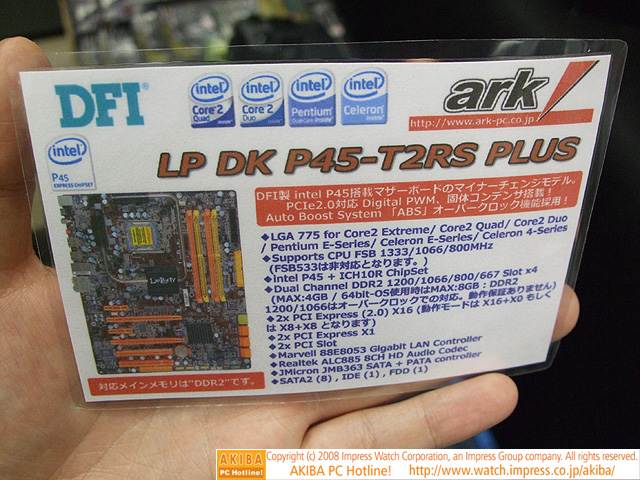 DFI®
intel Core™2 Quad inside™
intel Core™2 Duo inside™
intel Pentium Dual-Core inside™
intel Celeron inside™
ark
http://www.ark-pc.co.jp
intel P45 EXPRESS CHIPSET
LP DK P45-T2RS PLUS
DFI製 intel P45搭載マザーボードのマイナーチェンジモデル。
PCIe2.0対応 Digital PWM、固体コンデンサ搭載！
Auto Boost System 「ABS」オーバークロック機能採用！
◆LGA 775 for Core2 Extreme/ Core2 Quad/ Core2 Duo
/ Pentium E-Series/ Celeron E-Series/ Celeron 4-Series
◆Supports CPU FSB 1333/1066/800MHz
(FSB533は非対応となります。)
◆intel P45 + ICH10R ChipSet
◆Dual Channel DDR2 1200/1066/800/667 Slot x4
(MAX:4GB / 64bit-OS使用時はMAX:8GB : DDR2
1200/1066はオーバークロックでの対応。動作保証ありません)
◆2x PCI Express (2.0) X16 (動作モードは X16+X0 もしく
は X8+X8 となります)
◆2x PCI Express X1
◆2x PCI Slot
◆Marvell 88E8053 Gigabit LAN Controller
◆Realtek ALC885 8CH HD Audio Codec
◆JMicron JMB363 SATA + PATA controller
◆SATA2 (8) , IDE (1) , FDD (1)
LANPARTY
対応メインメモリは"DDR2"です。
AKIBA PC Hotline!
Copyright (c) 2008 Impress Watch Corporation, an Impress Group company. All rights reserved.
AKIBA PC Hotline! http://www.watch.impress.co.jp/akiba/